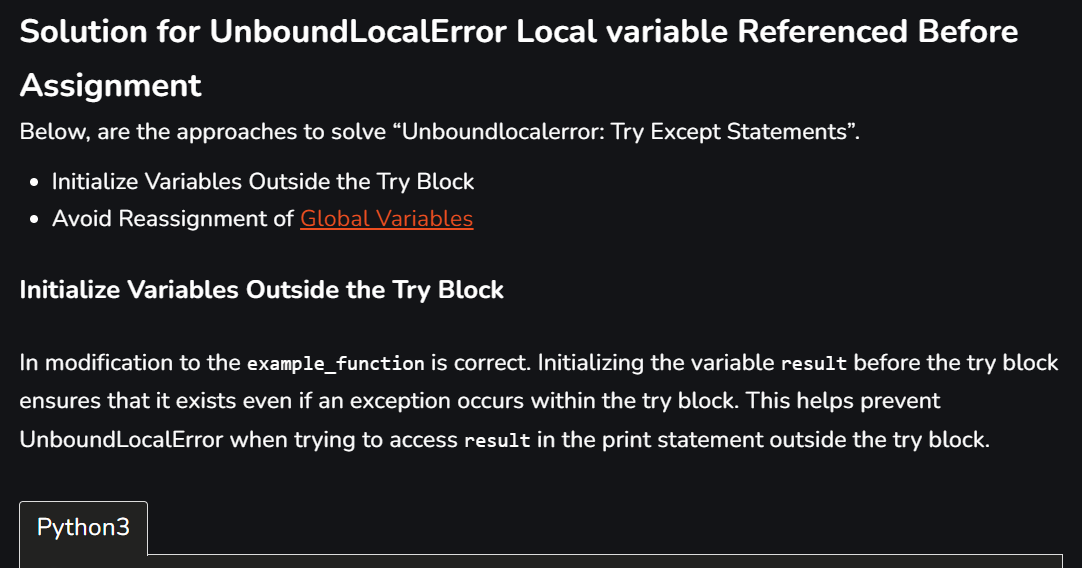 Solution for UnboundLocalError Local variable Referenced Before
Assignment
Below, are the approaches to solve “Unboundlocalerror: Try Except Statements”.
• Initialize Variables Outside the Try Block
• Avoid Reassignment of Global Variables
Initialize Variables Outside the Try Block
In modification to the example_function is correct. Initializing the variable result before the try block
ensures that it exists even if an exception occurs within the try block. This helps prevent
UnboundLocalError when trying to access result in the print statement outside the try block.
Python3